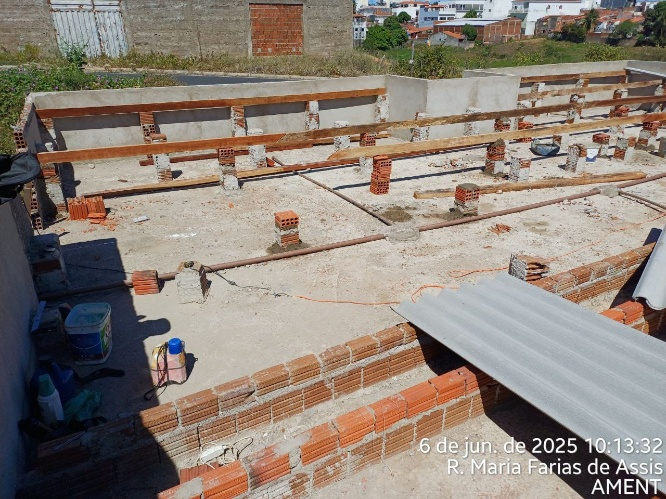 6 de jun. de 2025 10:13:32
R. Maria Farias de Assis
AMENT